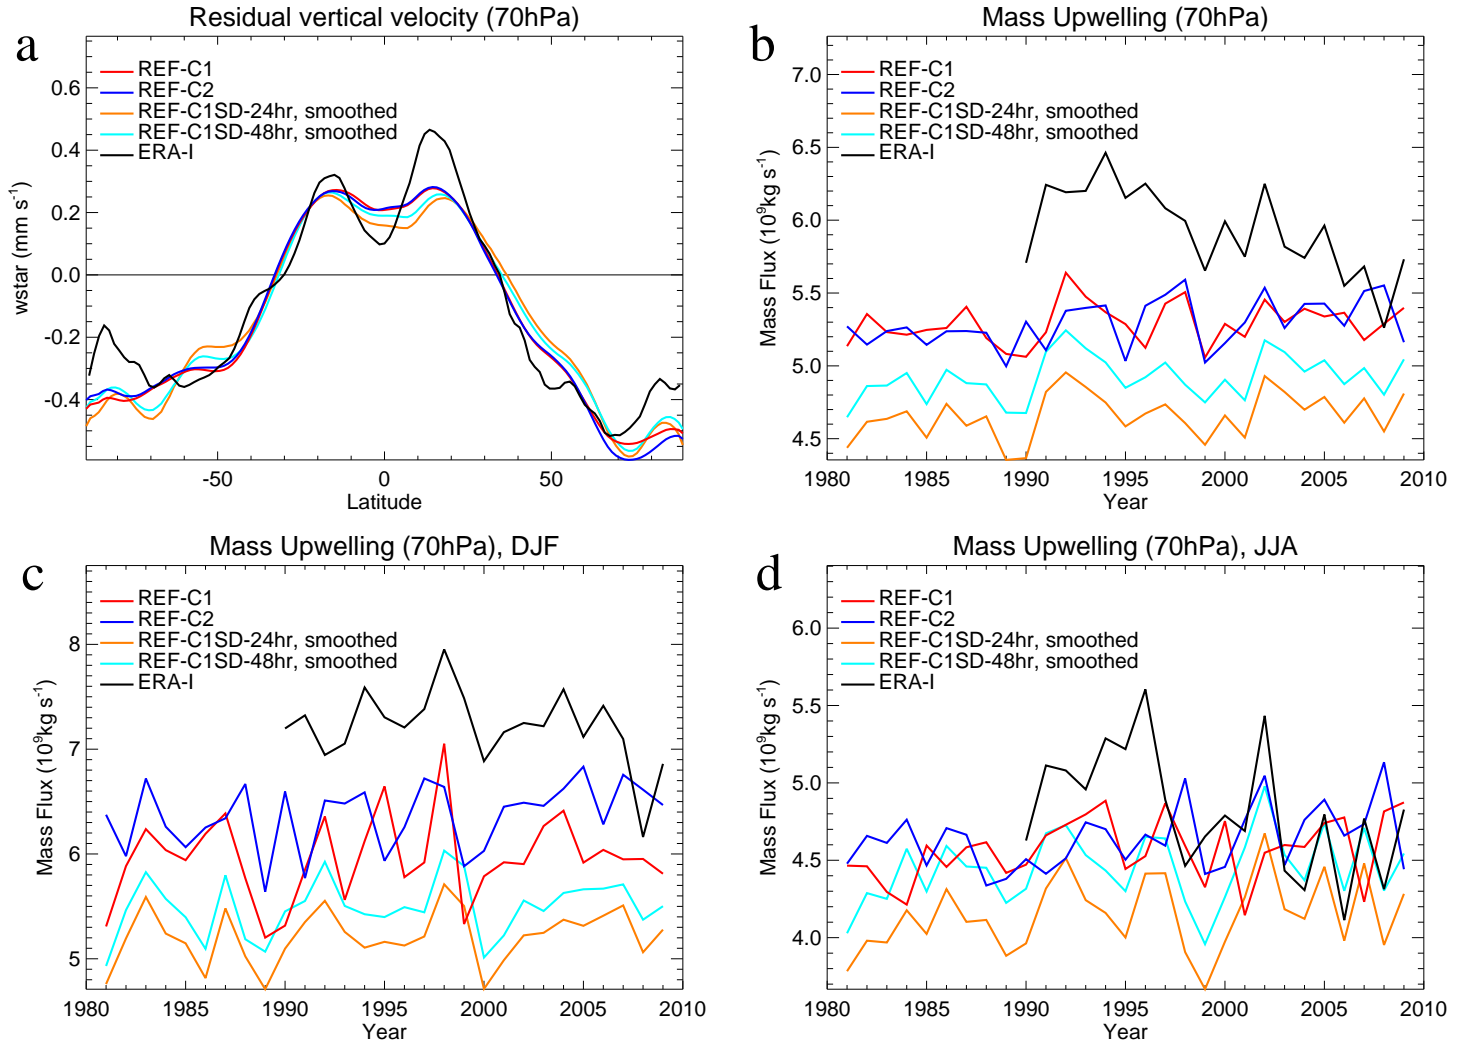 a
Residual vertical velocity (70hPa)
REF-C1
REF-C2
REF-C1SD-24hr, smoothed
REF-C1SD-48hr, smoothed
ERA-I
wstar (mm s⁻¹)
0.6
0.4
0.2
0.0
-0.2
-0.4
-50
0
50
Latitude
b
Mass Upwelling (70hPa)
REF-C1
REF-C2
REF-C1SD-24hr, smoothed
REF-C1SD-48hr, smoothed
ERA-I
Mass Flux (10⁹kg s⁻¹)
7.0
6.5
6.0
5.5
5.0
4.5
1980
1985
1990
1995
2000
2005
2010
Year
c
Mass Upwelling (70hPa), DJF
REF-C1
REF-C2
REF-C1SD-24hr, smoothed
REF-C1SD-48hr, smoothed
ERA-I
Mass Flux (10⁹kg s⁻¹)
8
7
6
5
1980
1985
1990
1995
2000
2005
2010
Year
d
Mass Upwelling (70hPa), JJA
REF-C1
REF-C2
REF-C1SD-24hr, smoothed
REF-C1SD-48hr, smoothed
ERA-I
Mass Flux (10⁹kg s⁻¹)
6.0
5.5
5.0
4.5
4.0
1980
1985
1990
1995
2000
2005
2010
Year